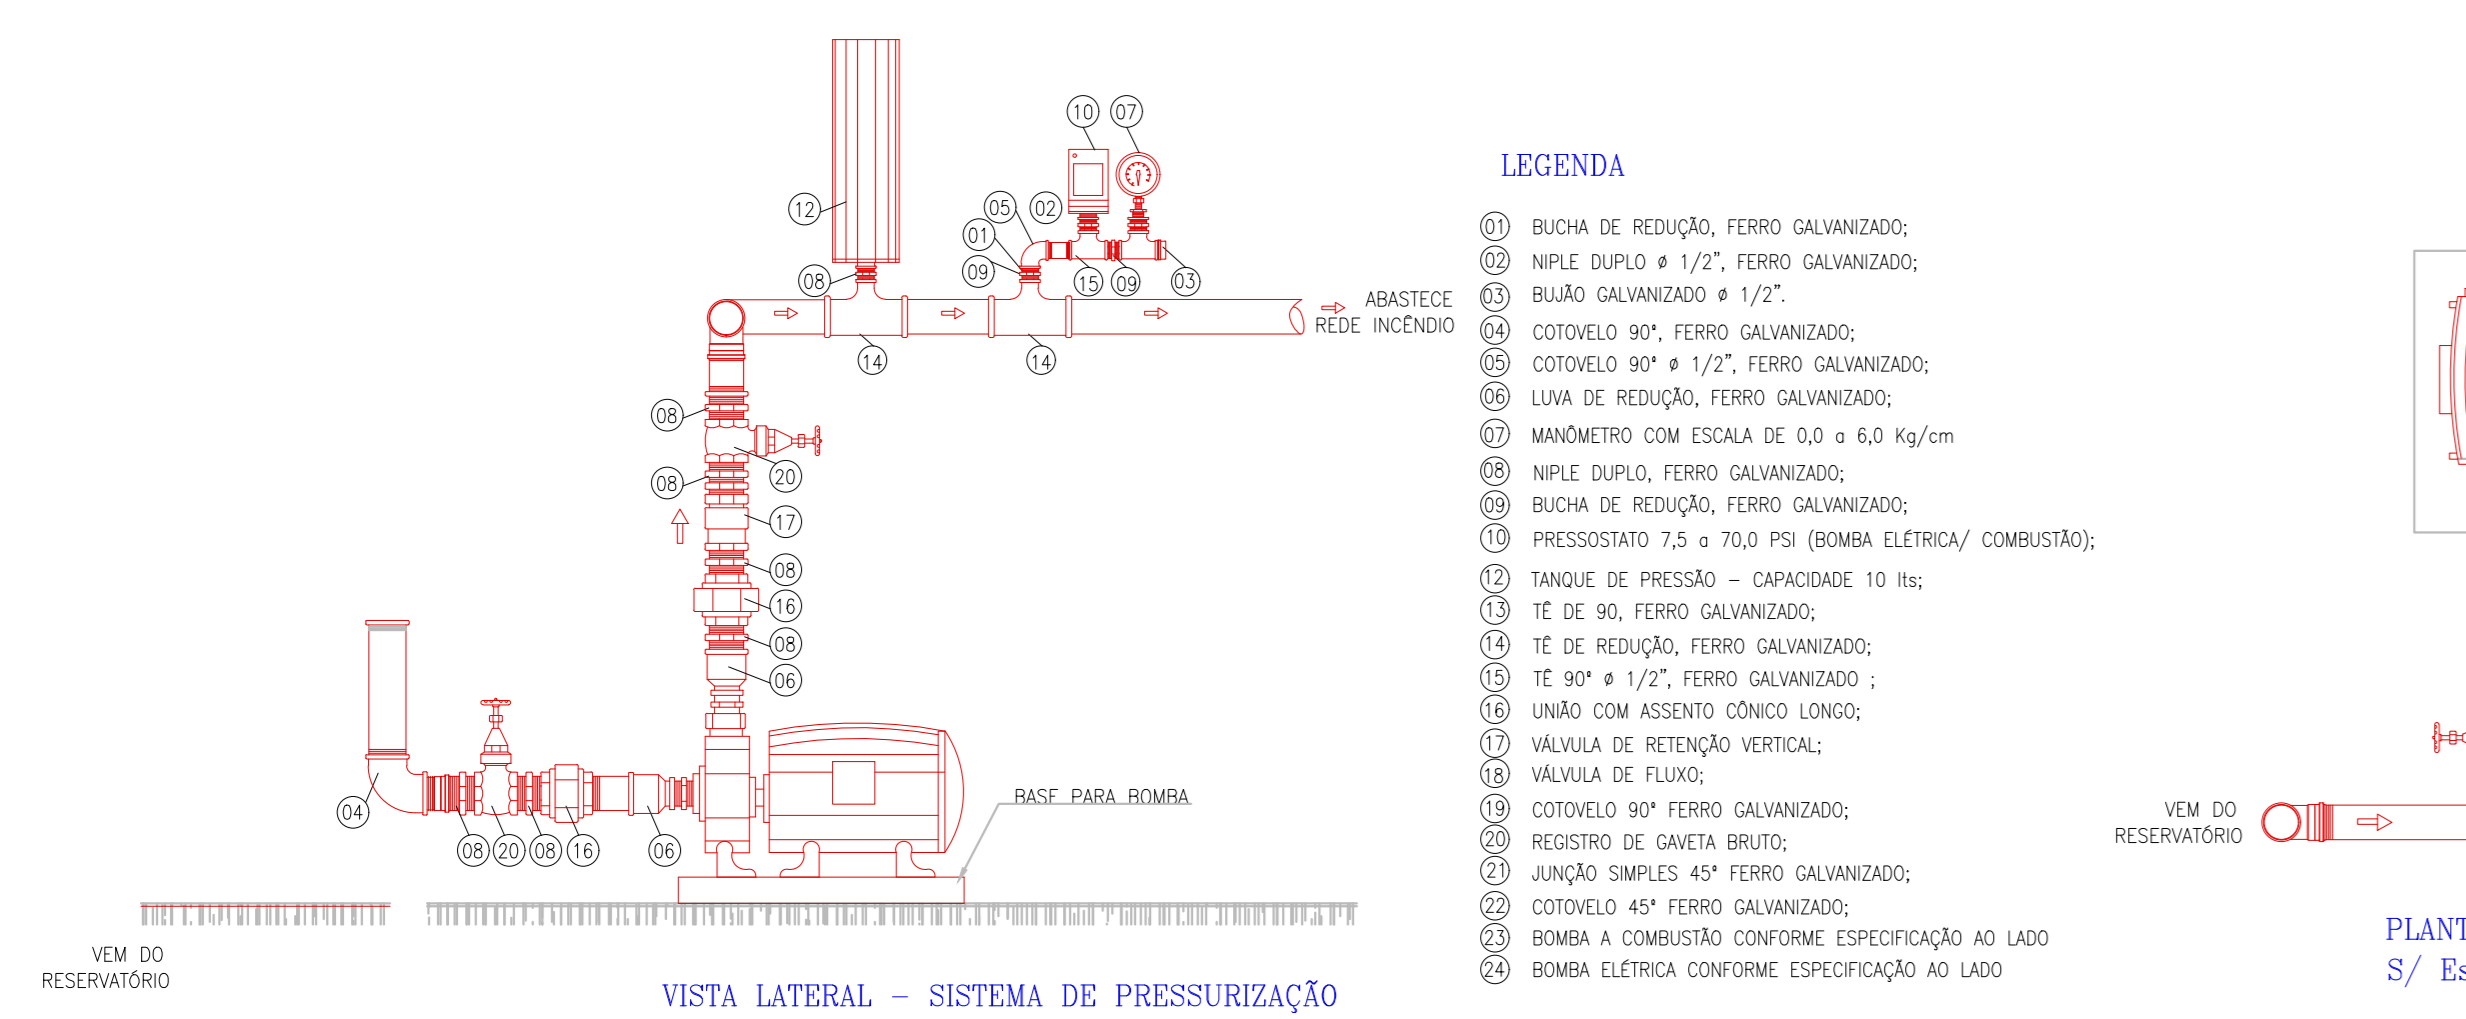 12
10
07
05
02
01
09
08
15
09
03
ABASTECE
REDE INCÊNDIO
14
14
08
08
20
17
08
16
08
06
04
08
20
08
16
06
BASE PARA BOMBA
VEM DO
RESERVATÓRIO
VISTA LATERAL – SISTEMA DE PRESSURIZAÇÃO
LEGENDA
01 BUCHA DE REDUÇÃO, FERRO GALVANIZADO;
02 NIPLE DUPLO ø 1/2", FERRO GALVANIZADO;
03 BUJÃO GALVANIZADO ø 1/2".
04 COTOVELO 90°, FERRO GALVANIZADO;
05 COTOVELO 90° ø 1/2", FERRO GALVANIZADO;
06 LUVA DE REDUÇÃO, FERRO GALVANIZADO;
07 MANÔMETRO COM ESCALA DE 0,0 a 6,0 Kg/cm
08 NIPLE DUPLO, FERRO GALVANIZADO;
09 BUCHA DE REDUÇÃO, FERRO GALVANIZADO;
10 PRESSOSTATO 7,5 a 70,0 PSI (BOMBA ELÉTRICA/ COMBUSTÃO);
12 TANQUE DE PRESSÃO – CAPACIDADE 10 lts;
13 TÊ DE 90, FERRO GALVANIZADO;
14 TÊ DE REDUÇÃO, FERRO GALVANIZADO;
15 TÊ 90° ø 1/2", FERRO GALVANIZADO ;
16 UNIÃO COM ASSENTO CÔNICO LONGO;
17 VÁLVULA DE RETENÇÃO VERTICAL;
18 VÁLVULA DE FLUXO;
19 COTOVELO 90° FERRO GALVANIZADO;
20 REGISTRO DE GAVETA BRUTO;
21 JUNÇÃO SIMPLES 45° FERRO GALVANIZADO;
22 COTOVELO 45° FERRO GALVANIZADO;
23 BOMBA A COMBUSTÃO CONFORME ESPECIFICAÇÃO AO LADO
24 BOMBA ELÉTRICA CONFORME ESPECIFICAÇÃO AO LADO
VEM DO
RESERVATÓRIO
PLANT
S/ Es